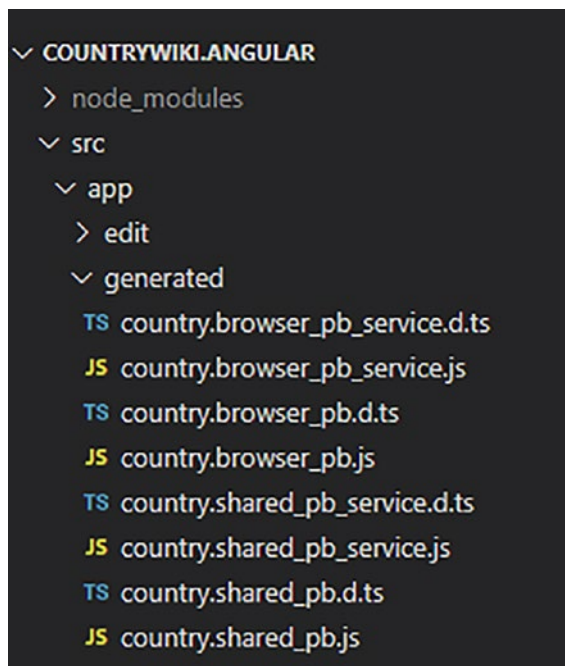 COUNTRYWIKI.ANGULAR
node_modules
src
app
edit
generated
TS country.browser_pb_service.d.ts
JS country.browser_pb_service.js
TS country.browser_pb.d.ts
JS country.browser_pb.js
TS country.shared_pb_service.d.ts
JS country.shared_pb_service.js
TS country.shared_pb.d.ts
JS country.shared_pb.js